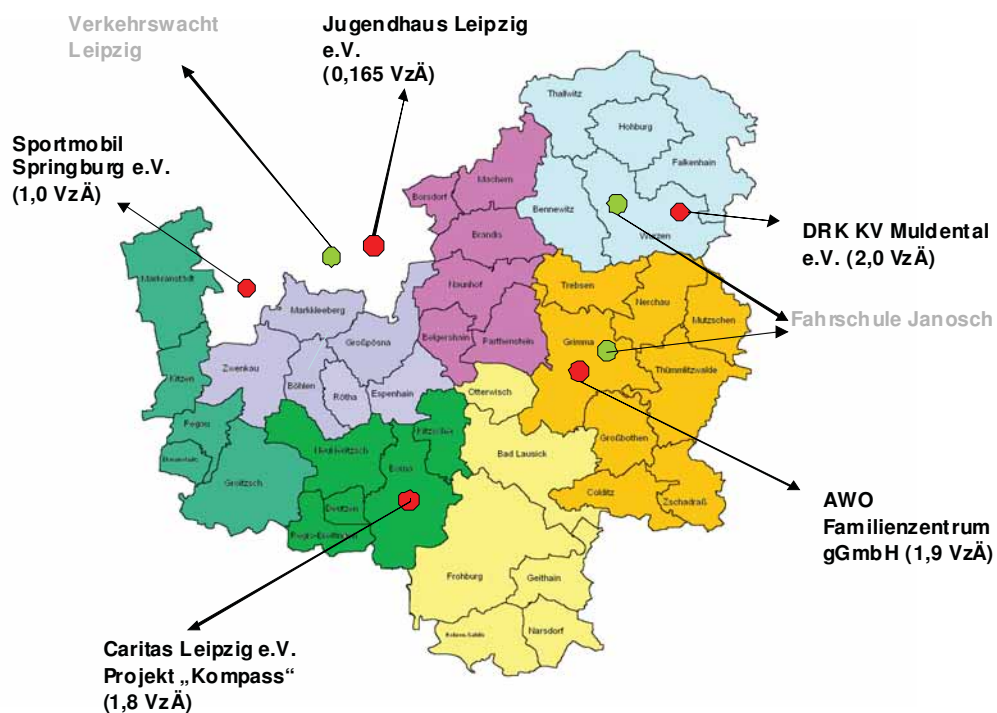 Verkehrswacht
Leipzig
Jugendhaus Leipzig
e.V.
(0,165 VzÄ)
Sportmobil
Springburg e.V.
(1,0 VzÄ)
DRK KV Muldental
e.V. (2,0 VzÄ)
Fahrschule Janosch
AWO
Familienzentrum
gGmbH (1,9 VzÄ)
Caritas Leipzig e.V.
Projekt „Kompass“
(1,8 VzÄ)
Thallwitz
Hohburg
Falkenhain
Bennewitz
Wurzen
Machern
Borsdorf
Brandis
Naunhof
Belgershain
Parthenstein
Trebsen
Nerchau
Mutzschen
Grimma
Thümmlitzwalde
Großbothen
Colditz
Zschadraß
Markranstädt
Kitzen
Pegau
Groitzsch
Markkleeberg
Großpösna
Zwenkau
Böhlen
Rötha
Espenhain
Borna
Deutzen
Otterwisch
Bad Lausick
Frohburg
Geithain
Narsdorf